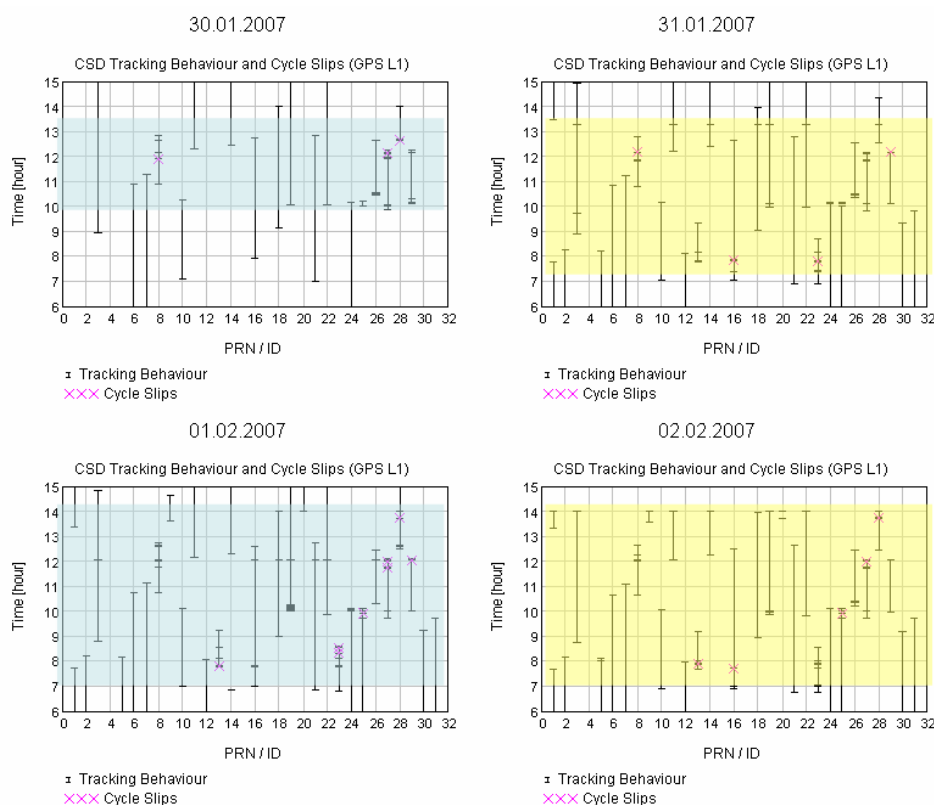 30.01.2007
CSD Tracking Behaviour and Cycle Slips (GPS L1)
15
14
13
12
11
10
9
8
7
6
Time [hour]
0 2 4 6 8 10 12 14 16 18 20 22 24 26 28 30 32
PRN / ID
Tracking Behaviour
Cycle Slips
31.01.2007
CSD Tracking Behaviour and Cycle Slips (GPS L1)
15
14
13
12
11
10
9
8
7
6
Time [hour]
0 2 4 6 8 10 12 14 16 18 20 22 24 26 28 30 32
PRN / ID
Tracking Behaviour
Cycle Slips
01.02.2007
CSD Tracking Behaviour and Cycle Slips (GPS L1)
15
14
13
12
11
10
9
8
7
6
Time [hour]
0 2 4 6 8 10 12 14 16 18 20 22 24 26 28 30 32
PRN / ID
Tracking Behaviour
Cycle Slips
02.02.2007
CSD Tracking Behaviour and Cycle Slips (GPS L1)
15
14
13
12
11
10
9
8
7
6
Time [hour]
0 2 4 6 8 10 12 14 16 18 20 22 24 26 28 30 32
PRN / ID
Tracking Behaviour
Cycle Slips